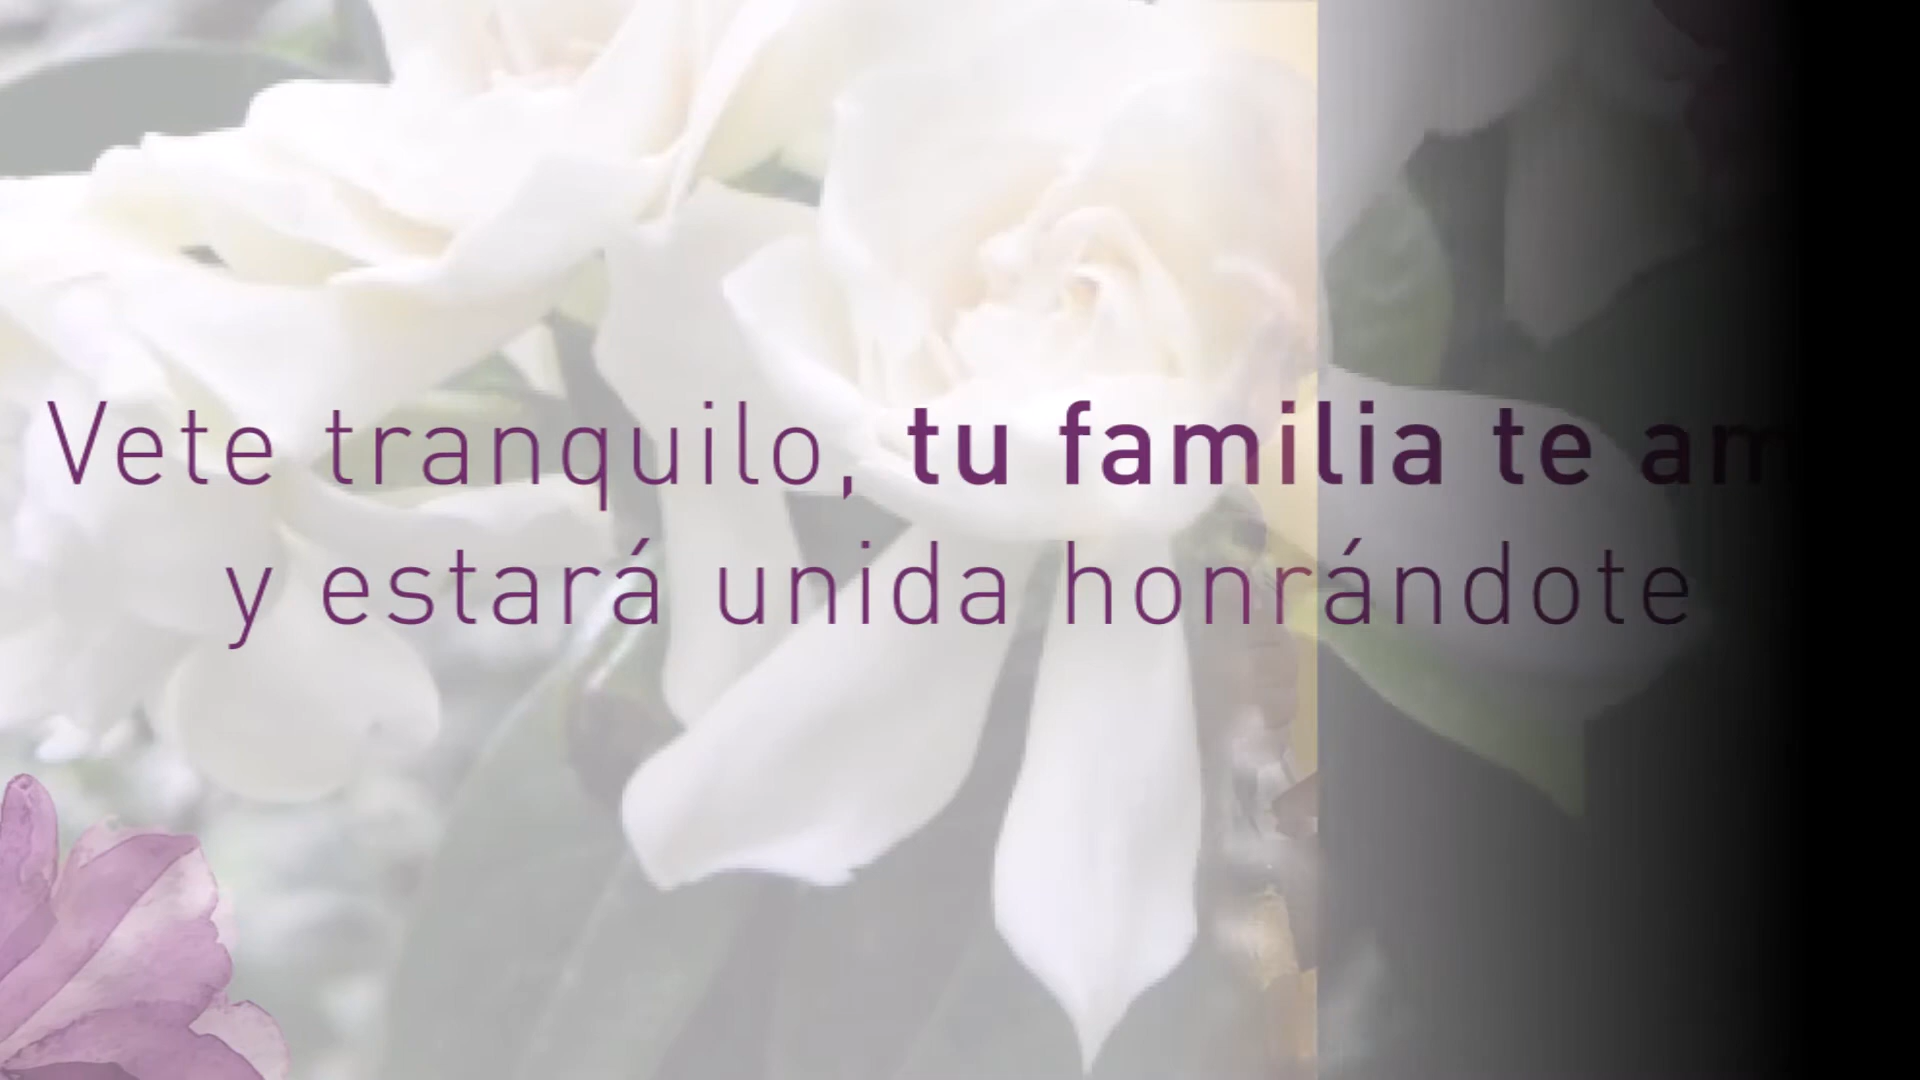 Vete tranquilo, tu familia te
y estará unida honrándote